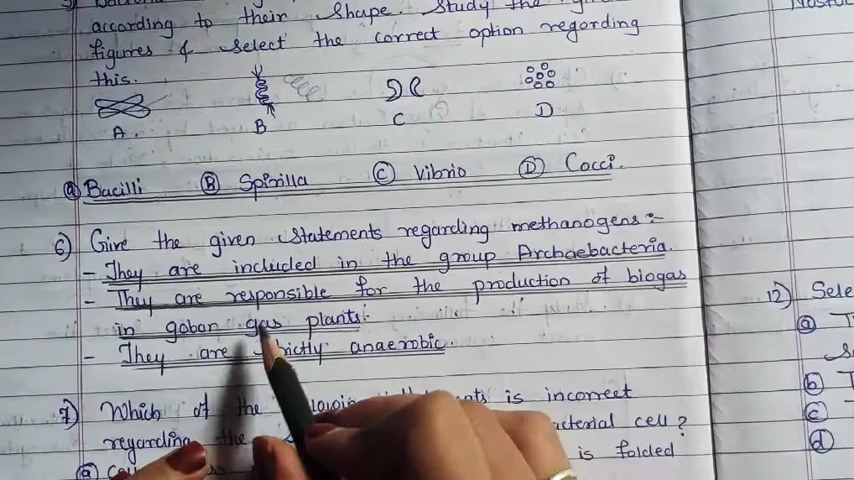 according to their Shape. Study the
figures & select the correct option regarding
this.
A.
B
C
D
ⓐ Bacilli Ⓑ Spirilla Ⓒ Vibrio Ⓓ Cocci.
6) Give the given statements regarding methanogens:-
- They are included in the group Archaebacteria.
- They are responsible for the production of biogas
in gobar gas plants.
- They are strictly anaerobic.
7) Which of the is incorrect
regarding the cell?
ⓐ is folded
12) Sele
ⓐ
ⓑ T
ⓒ
ⓓ